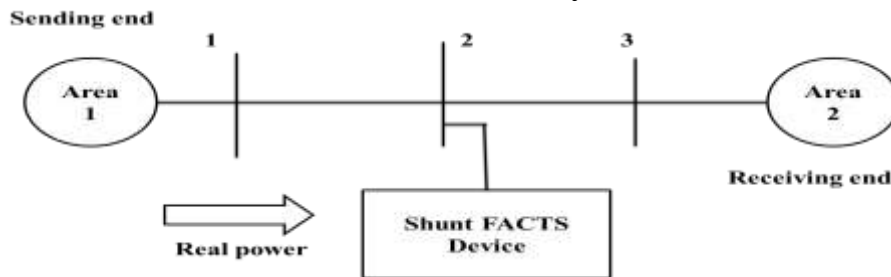 Sending end
1
2
3
Area
1
Area
2
Receiving end
Real power
Shunt FACTS
Device